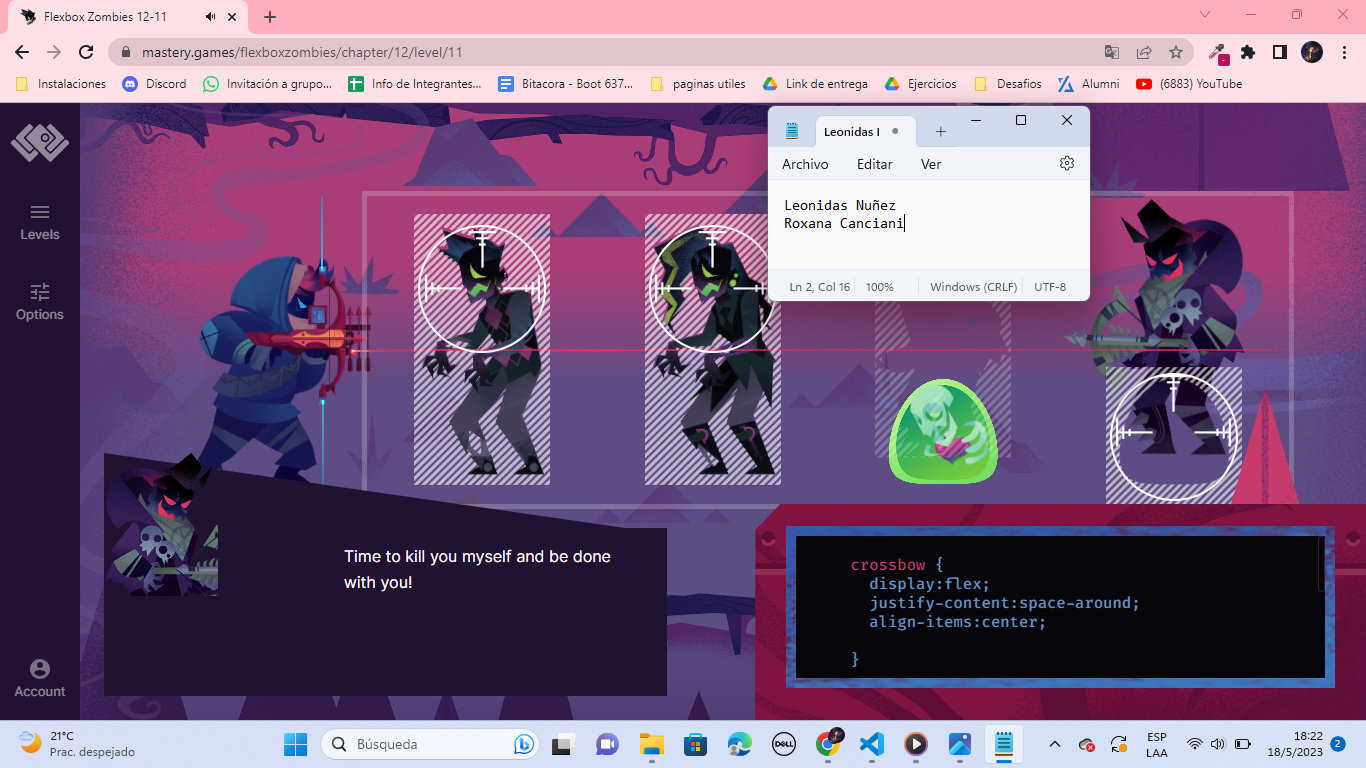 Flexbox Zombies 12-11
mastery.games/flexboxzombies/chapter/12/level/11
Instalaciones
Discord
Invitación a grupo...
Info de Integrantes...
Bitacora - Boot 637...
paginas utiles
Link de entrega
Ejercicios
Desafios
Alumni
(6883) YouTube
Leonidas I
Archivo Editar Ver
Leonidas Nuñez
Roxana Canciani
Ln 2, Col 16 100% Windows (CRLF) UTF-8
Levels
Options
Account
Time to kill you myself and be done
with you!
crossbow {
display:flex;
justify-content:space-around;
align-items:center;
}
21°C
Prac. despejado
Búsqueda
DELL
ESP
LAA
18:22
18/5/2023
2